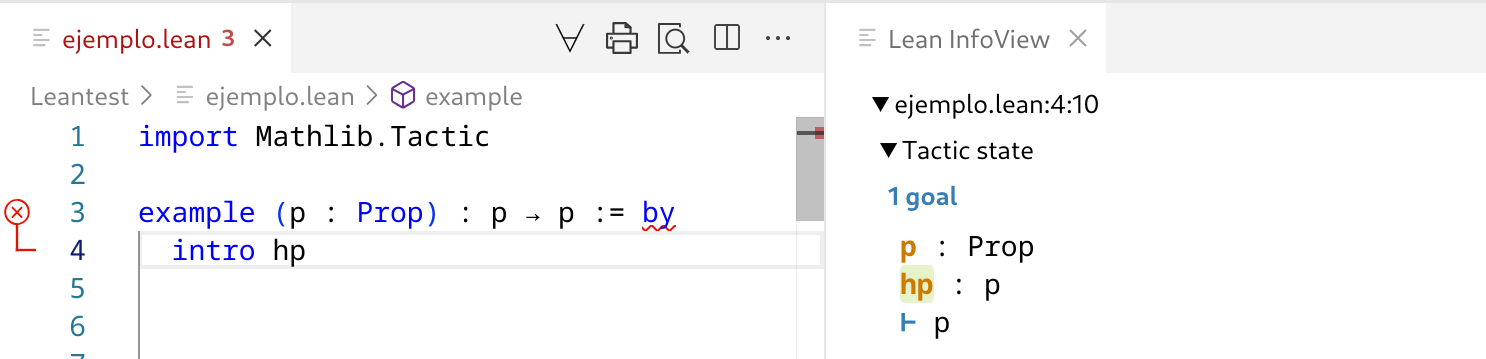 ejemplo.lean 3
Leantest > ejemplo.lean > example
1 import Mathlib.Tactic
2
3 example (p : Prop) : p → p := by
4 intro hp
5
6
7
Lean InfoView
ejemplo.lean:4:10
Tactic state
1 goal
p : Prop
hp : p
⊢ p